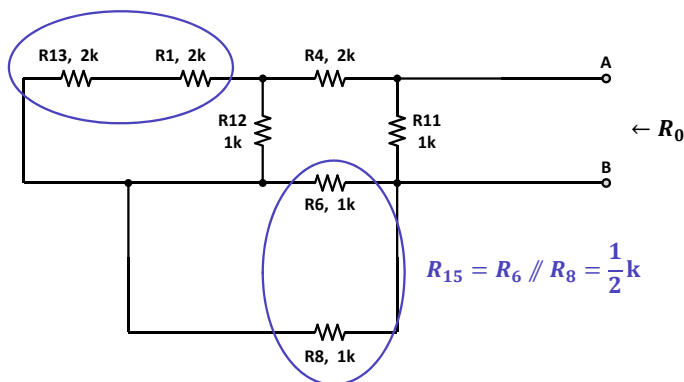 R13, 2k R1, 2k R4, 2k A
R12 1k
R11 1k
← R₀
B
R6, 1k
R₁₅ = R₆ // R₈ = 1/2 k
R8, 1k